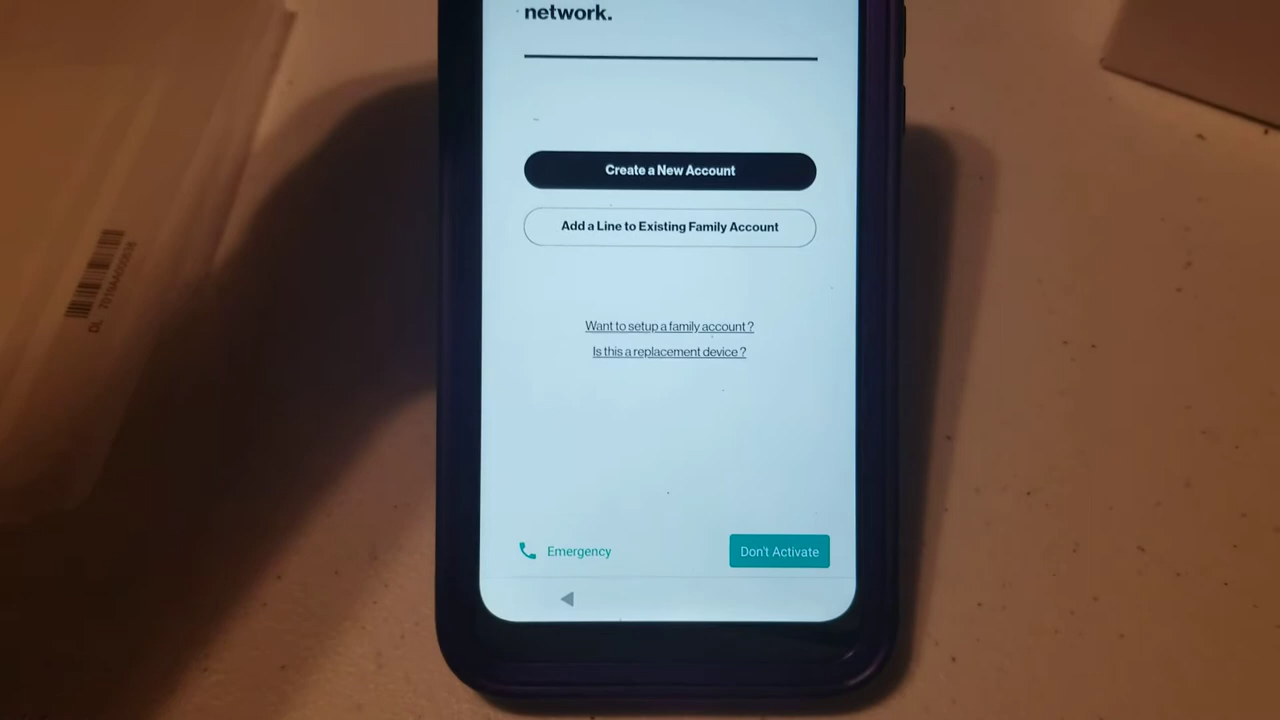 network.
Create a New Account
Add a Line to Existing Family Account
Want to setup a family account?
Is this a replacement device?
Emergency
Don't Activate
DL